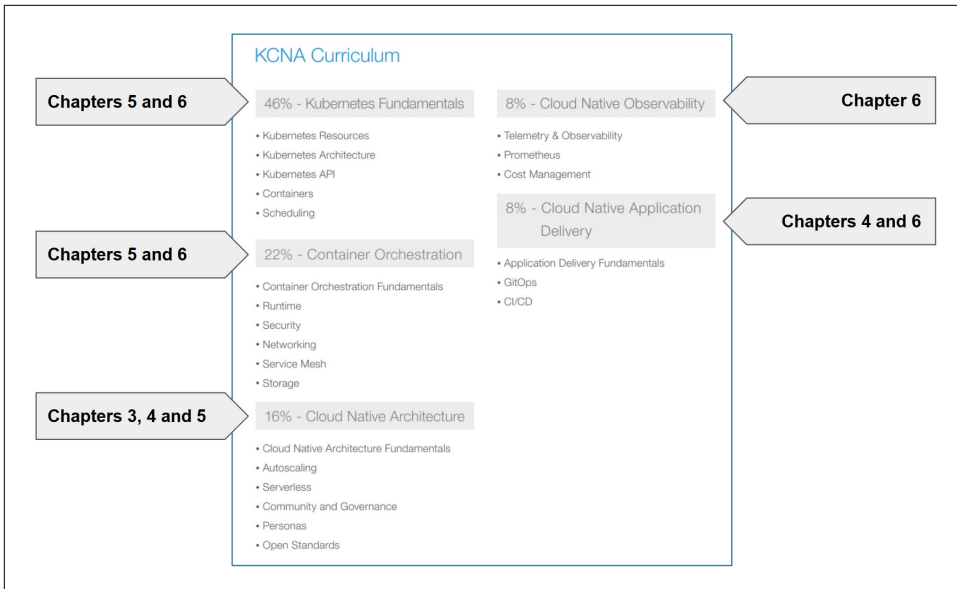 KCNA Curriculum
Chapters 5 and 6
46% - Kubernetes Fundamentals
• Kubernetes Resources
• Kubernetes Architecture
• Kubernetes API
• Containers
• Scheduling
Chapters 5 and 6
22% - Container Orchestration
• Container Orchestration Fundamentals
• Runtime
• Security
• Networking
• Service Mesh
• Storage
Chapters 3, 4 and 5
16% - Cloud Native Architecture
• Cloud Native Architecture Fundamentals
• Autoscaling
• Serverless
• Community and Governance
• Personas
• Open Standards
8% - Cloud Native Observability
Chapter 6
• Telemetry & Observability
• Prometheus
• Cost Management
8% - Cloud Native Application
Delivery
Chapters 4 and 6
• Application Delivery Fundamentals
• GitOps
• CI/CD